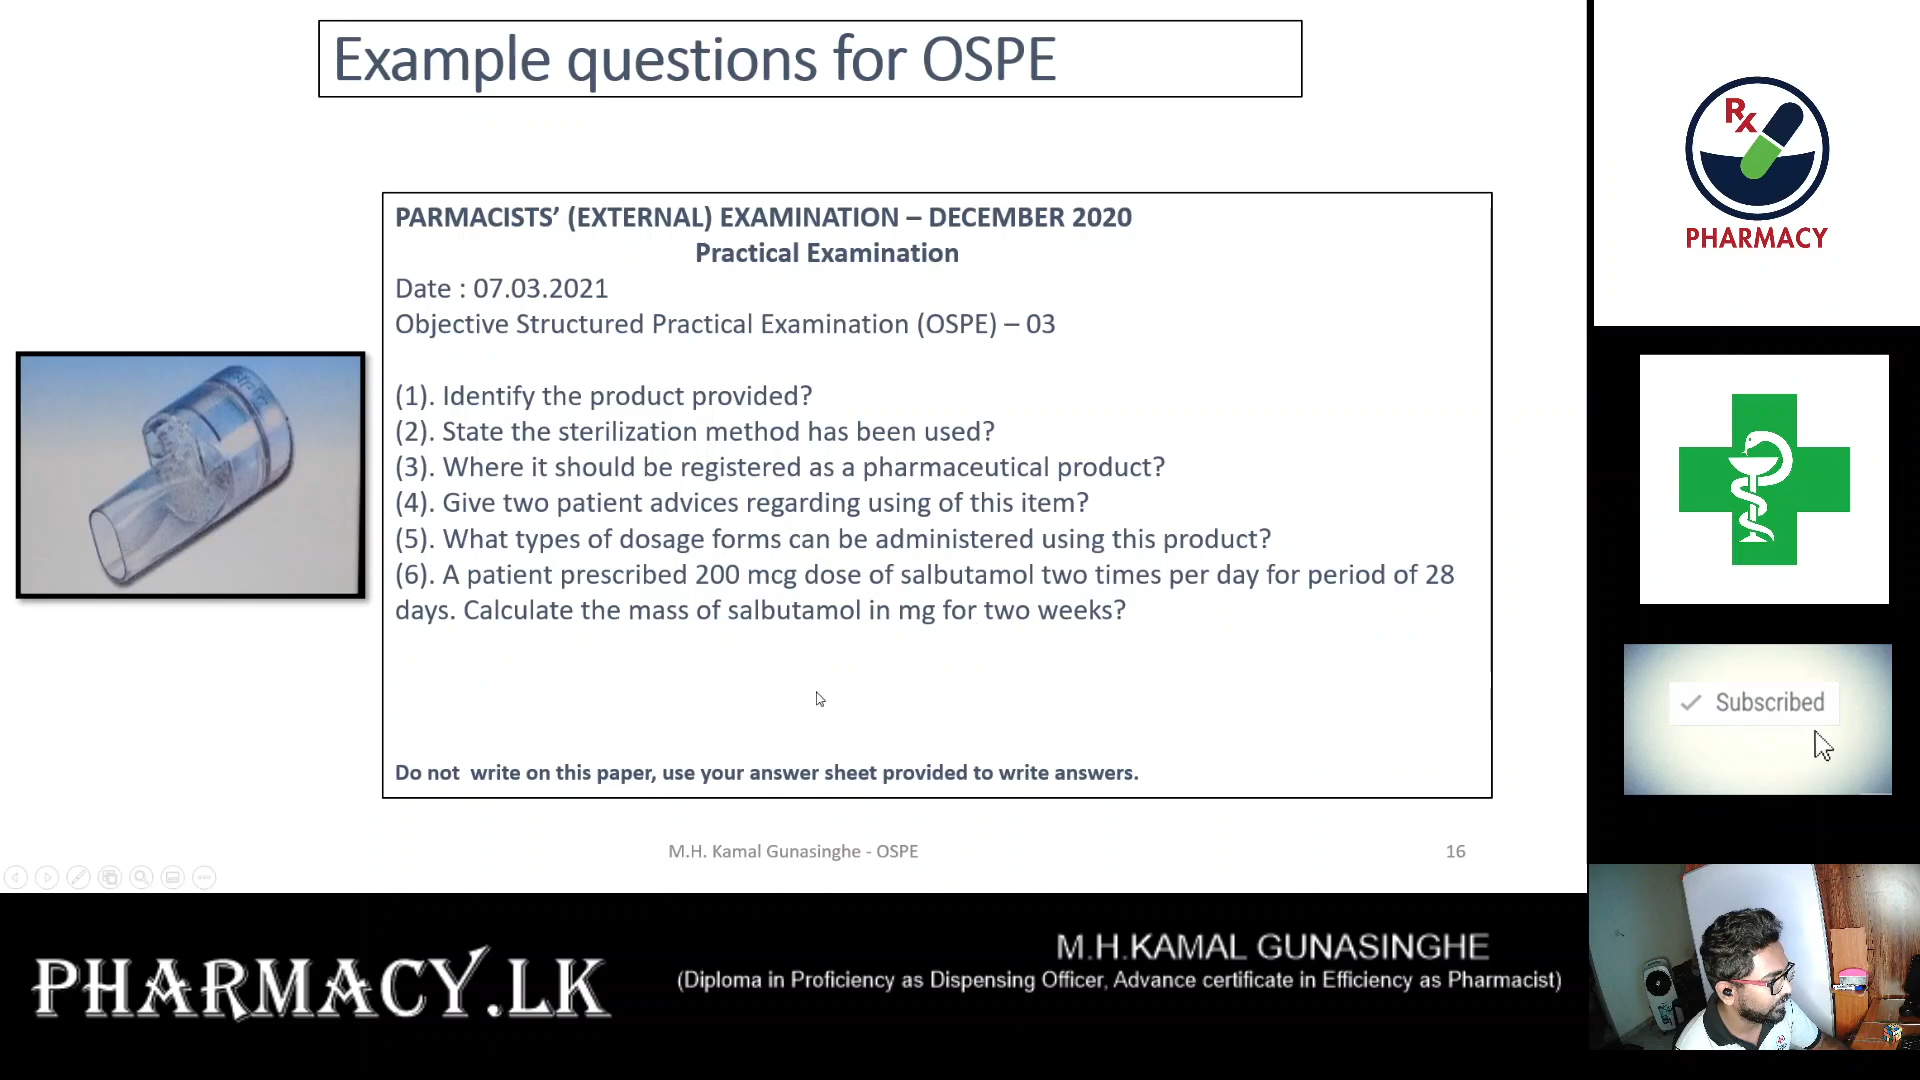 Example questions for OSPE
PARMACISTS’ (EXTERNAL) EXAMINATION – DECEMBER 2020
Practical Examination
Date : 07.03.2021
Objective Structured Practical Examination (OSPE) – 03
(1). Identify the product provided?
(2). State the sterilization method has been used?
(3). Where it should be registered as a pharmaceutical product?
(4). Give two patient advices regarding using of this item?
(5). What types of dosage forms can be administered using this product?
(6). A patient prescribed 200 mcg dose of salbutamol two times per day for period of 28
days. Calculate the mass of salbutamol in mg for two weeks?
Do not write on this paper, use your answer sheet provided to write answers.
M.H. Kamal Gunasinghe - OSPE
16
Rx
PHARMACY
Subscribed
PHARMACY.LK
M.H.KAMAL GUNASINGHE
(Diploma in Proficiency as Dispensing Officer, Advance certificate in Efficiency as Pharmacist)